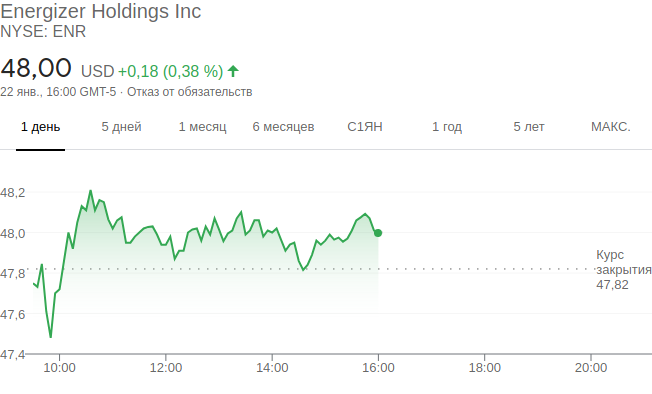 Energizer Holdings Inc
NYSE: ENR
48,00 USD +0,18 (0,38 %)
22 янв., 16:00 GMT-5 · Отказ от обязательств
1 день 5 дней 1 месяц 6 месяцев С1ЯН 1 год 5 лет МАКС.
48,2
48,0
Курс
закрытия
47,8
47,82
47,6
47,4
10:00 12:00 14:00 16:00 18:00 20:00